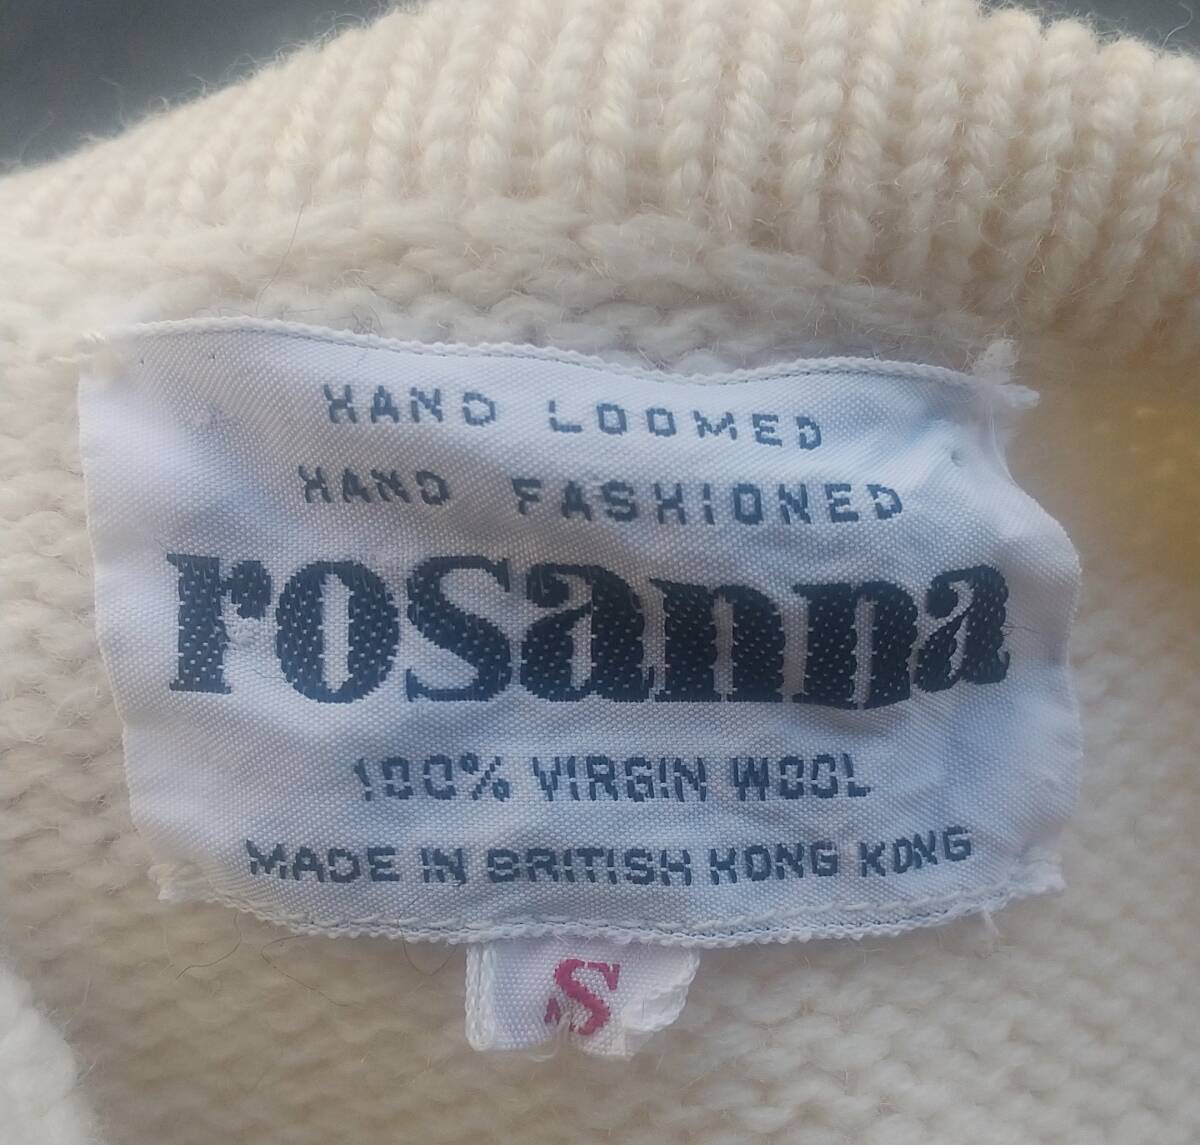 HAND LOOMED
HAND FASHIONED
rosanna
100% VIRGIN WOOL
MADE IN BRITISH HONG KONG
S